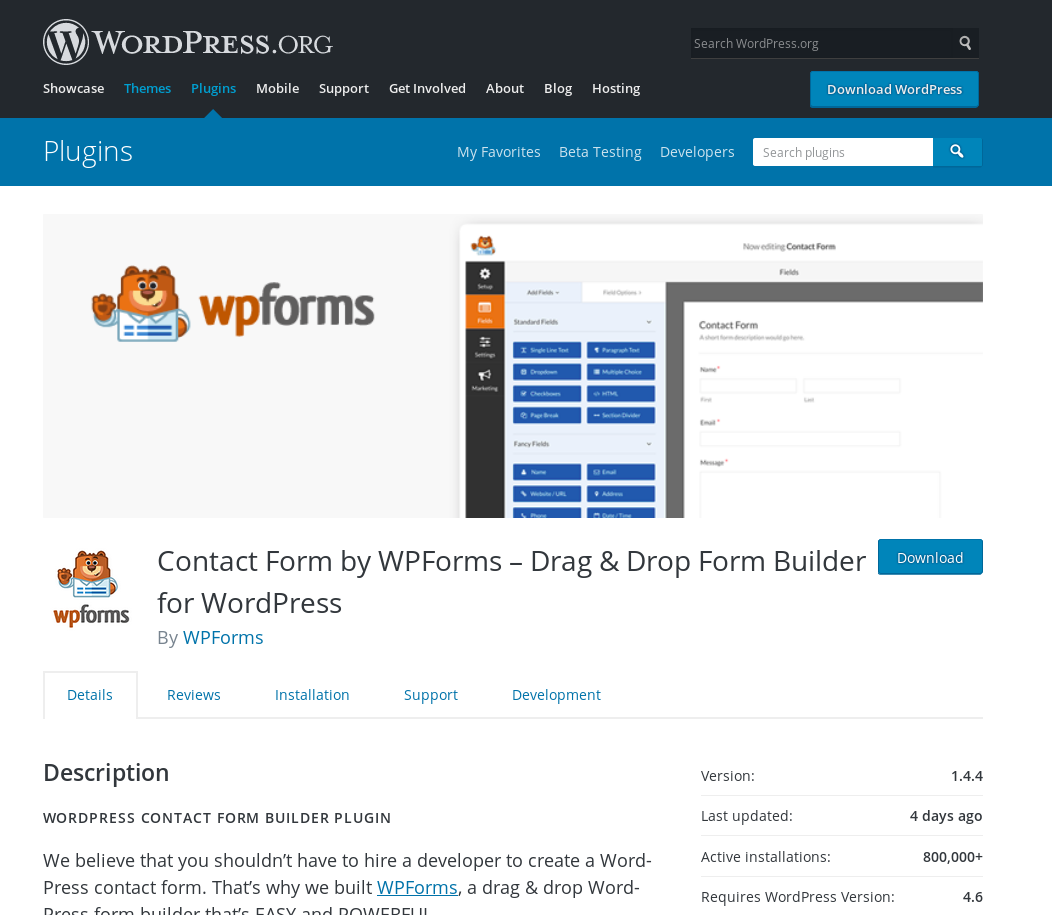 WORDPRESS.ORG
Search WordPress.org
Showcase Themes Plugins Mobile Support Get Involved About Blog Hosting
Download WordPress
Plugins
My Favorites Beta Testing Developers
Search plugins
wpforms
Now editing Contact Form
Fields
Setup
Fields
Settings
Marketing
Add Fields
Field Options
Standard Fields
Single Line Text
Paragraph Text
Dropdown
Multiple Choice
Checkboxes
HTML
Page Break
Section Divider
Fancy Fields
Name
Email
Website / URL
Address
Phone
Date / Time
Contact Form
A short form description would go here.
Name*
First
Last
Email *
Message *
wpforms
Contact Form by WPForms – Drag & Drop Form Builder
for WordPress
By WPForms
Download
Details Reviews Installation Support Development
Description
WORDPRESS CONTACT FORM BUILDER PLUGIN
We believe that you shouldn’t have to hire a developer to create a Word-
Press contact form. That’s why we built WPForms, a drag & drop Word-
Press form builder that’s EASY and POWERFUL.
Version: 1.4.4
Last updated: 4 days ago
Active installations: 800,000+
Requires WordPress Version: 4.6